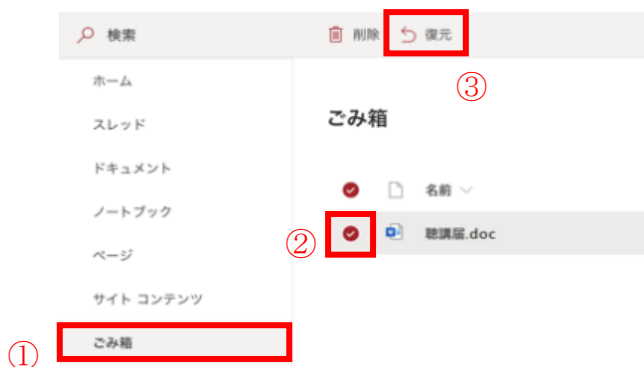 検索
削除 復元
③
ホーム
スレッド
ごみ箱
ドキュメント
名前
ノートブック
② 聴講届.doc
ページ
サイト コンテンツ
① ごみ箱